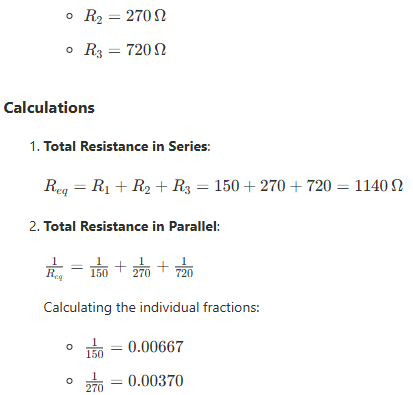 ◦ R₂ = 270 Ω
◦ R₃ = 720 Ω
Calculations
1. Total Resistance in Series:
R_eq = R₁ + R₂ + R₃ = 150 + 270 + 720 = 1140 Ω
2. Total Resistance in Parallel:
1/R_eq = 1/150 + 1/270 + 1/720
Calculating the individual fractions:
◦ 1/150 = 0.00667
◦ 1/270 = 0.00370